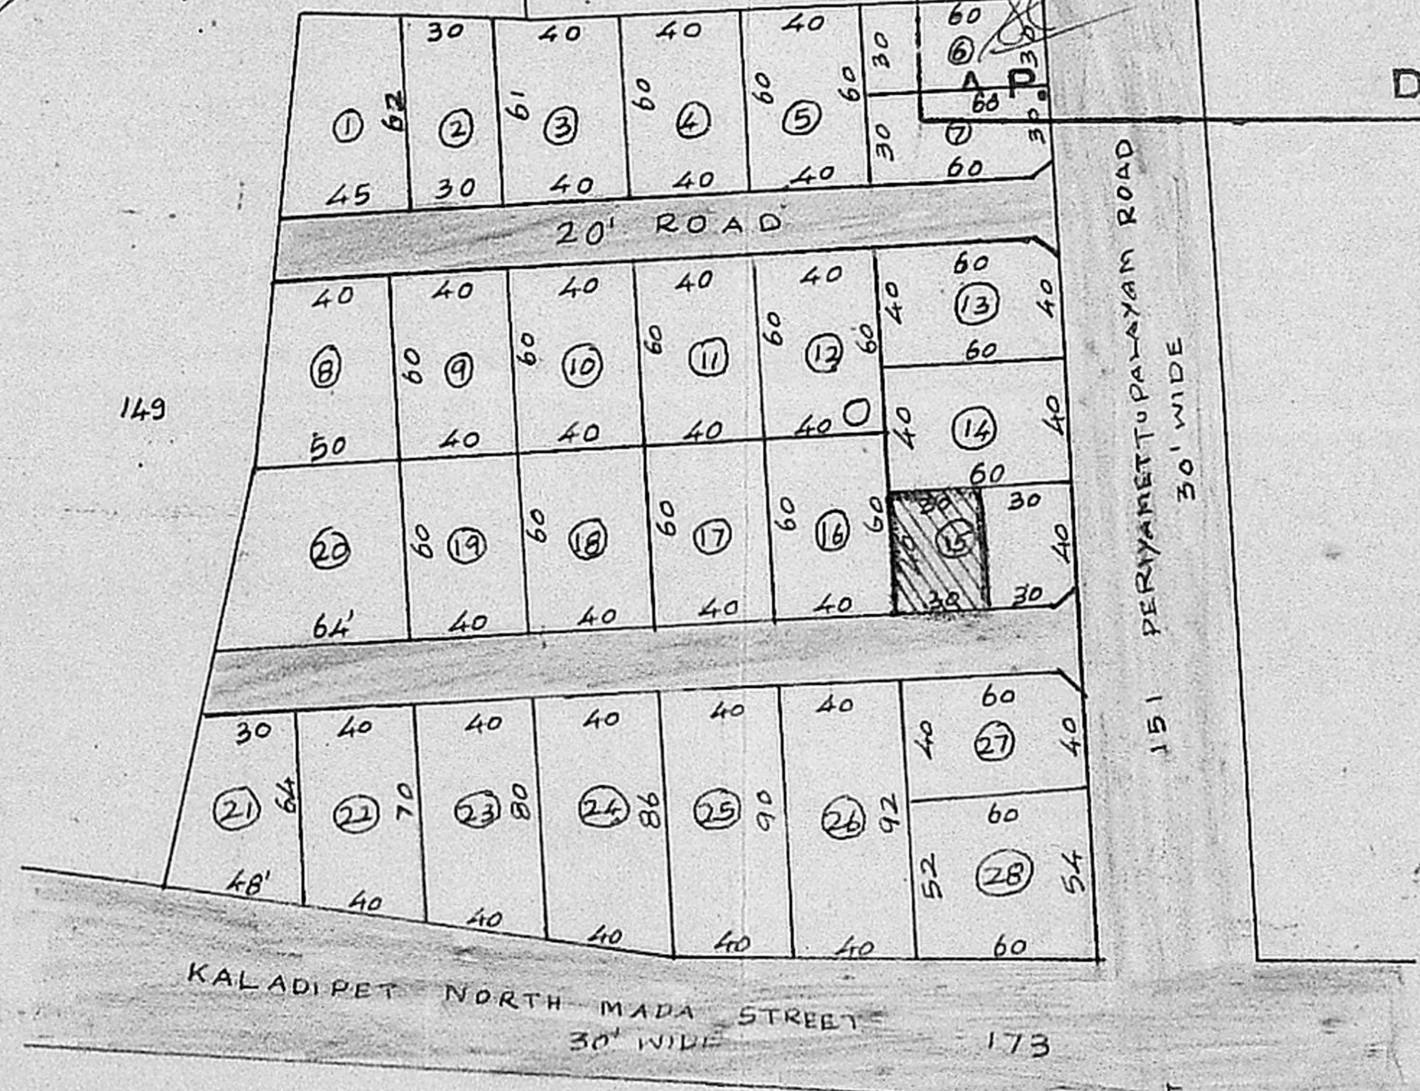 30 40 40 40 30 60
6
30
62 61 60 60 60
A P
D
60
1 2 3 4 5 30 7 30
45 30 40 40 40 60
20' ROAD
40 40 40 40 40 60
40 13 40
8 60 9 60 10 60 11 60 12 60 60
149
50 40 40 40 40 O 40 14 40
60
30 30
20 60 19 60 18 60 17 60 16 60 40 15 40
64' 40 40 40 40 30 30
151 PERIYAMETTUPALAYAM ROAD
30' WIDE
30 40 40 40 40 40 60
40 27 40
21 64 22 70 23 80 24 86 25 90 26 92 60
52 28 54
48' 40 40 40 40 40 60
KALADIPET NORTH MADA STREET
30' WIDE 173